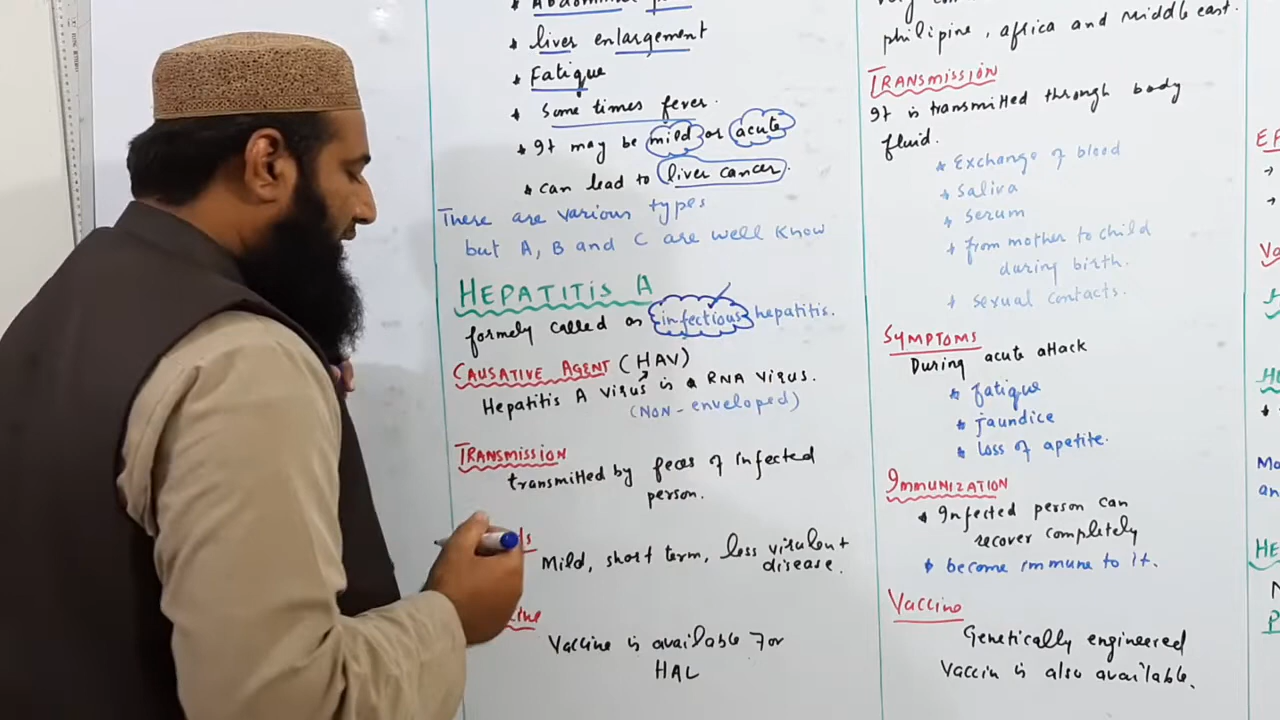 * Abdominal pain
* liver enlargement
* Fatigue
* Some times fever.
* It may be mild or acute
* can lead to liver cancer.
There are various types
but A, B and C are well know
HEPATITIS A
formely called as infectious hepatitis.
CAUSATIVE AGENT (HAV)
Hepatitis A virus is a RNA virus.
(NON-enveloped)
TRANSMISSION
transmitted by feces of infected
person.
Mild, short term, less virulent
disease.
Vaccine is available For
HAL
philipine, africa and Middle east.
TRANSMISSION
It is transmitted through body
fluid.
* Exchange of blood
* saliva
* serum
* from mother to child
during birth.
* sexual contacts.
SYMPTOMS
During acute attack
* fatigue
* jaundice
* loss of apetite.
IMMUNIZATION
* Infected person can
recover completely
* become immune to it.
Vaccine
Genetically engineered
Vaccin is also available.